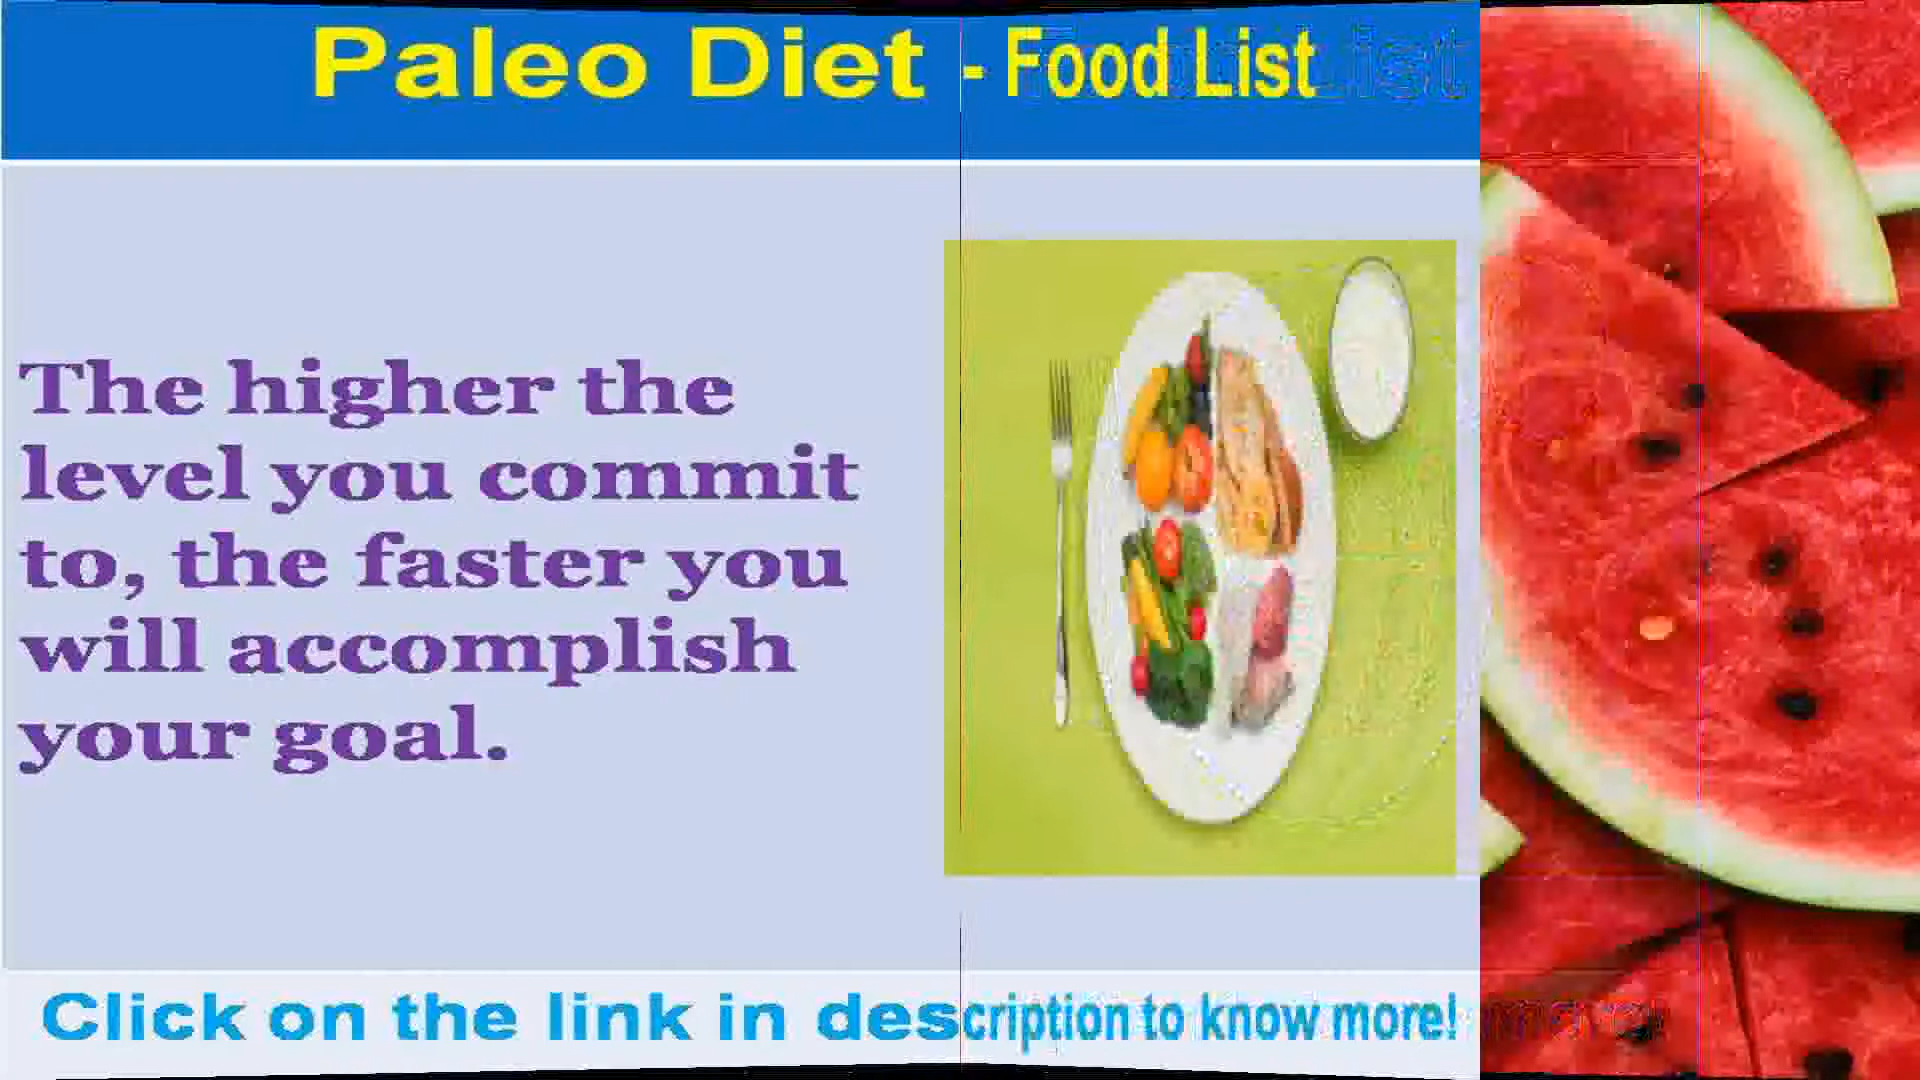 Paleo Diet - Food List
The higher the
level you commit
to, the faster you
will accomplish
your goal.
Click on the link in description to know more!